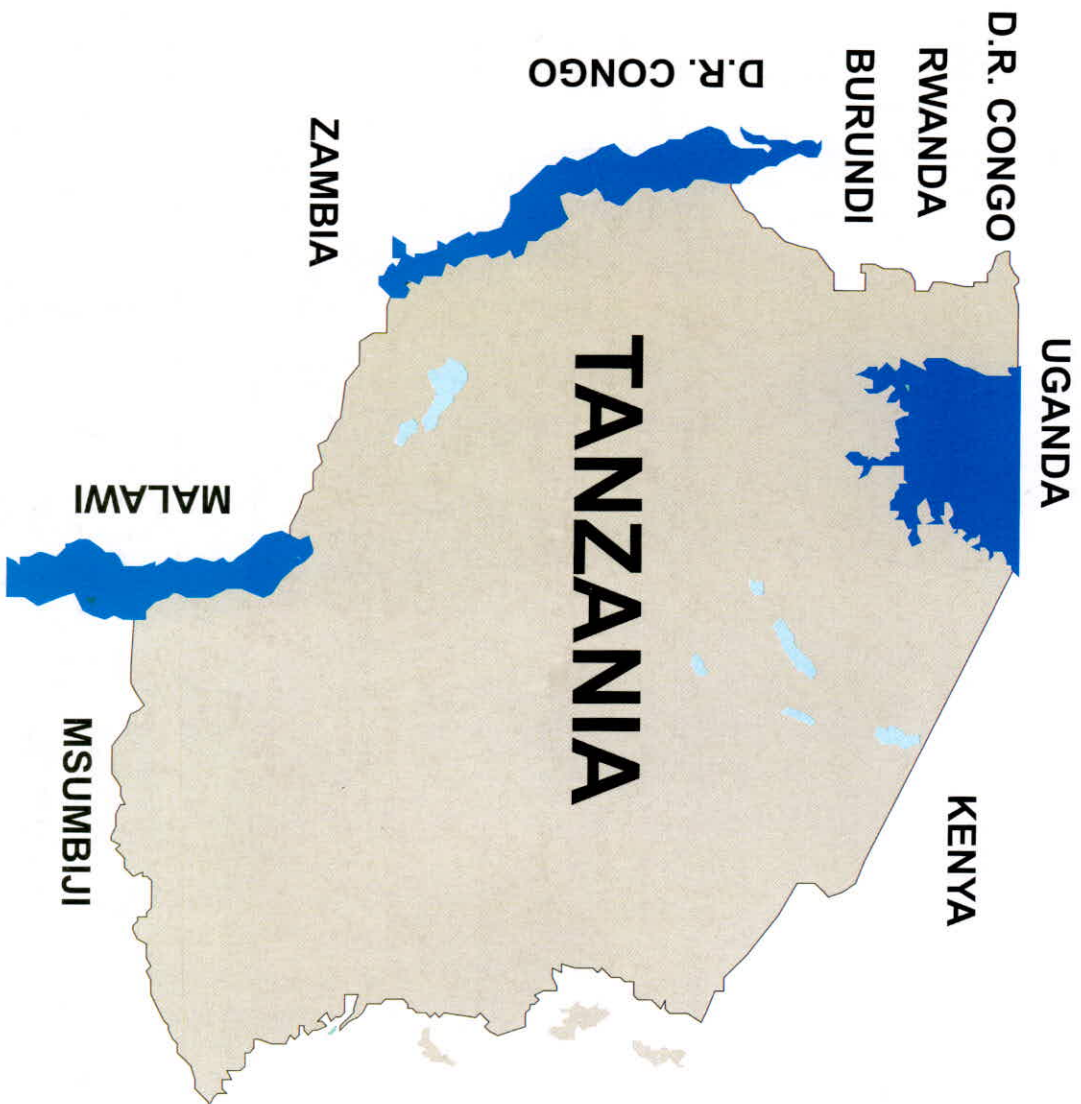 UGANDA
D.R. CONGO
RWANDA
KENYA
BURUNDI
D.R. CONGO
TANZANIA
ZAMBIA
MALAWI
MSUMBIJI